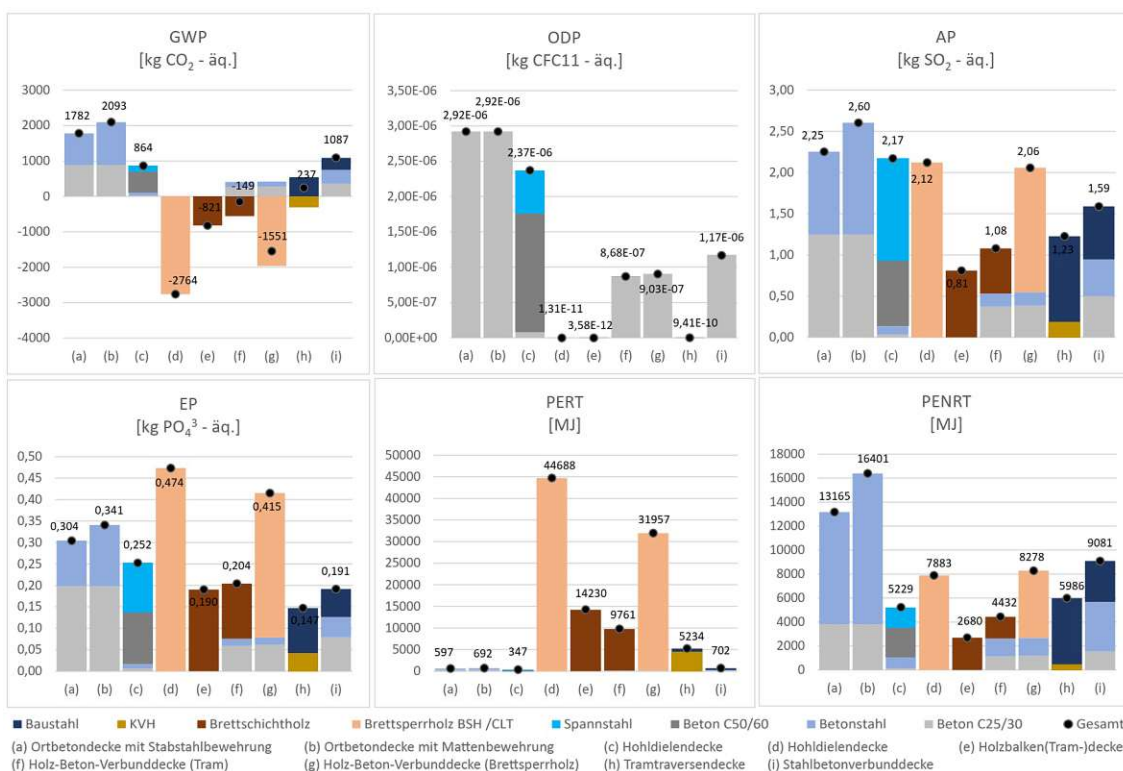 GWP
[kg CO₂ - äq.]
3000
2000
1000
0
-1000
-2000
-3000
-4000
1782
2093
864
-2764
-821
-149
-1551
237
1087
(a) (b) (c) (d) (e) (f) (g) (h) (i)
ODP
[kg CFC11 - äq.]
3,50E-06
3,00E-06
2,50E-06
2,00E-06
1,50E-06
1,00E-06
5,00E-07
0,00E+00
2,92E-06
2,92E-06
2,37E-06
1,31E-11
3,58E-12
8,68E-07
9,03E-07
9,41E-10
1,17E-06
(a) (b) (c) (d) (e) (f) (g) (h) (i)
AP
[kg SO₂ - äq.]
3,00
2,50
2,00
1,50
1,00
0,50
0,00
2,25
2,60
2,17
2,12
0,81
1,08
2,06
1,23
1,59
(a) (b) (c) (d) (e) (f) (g) (h) (i)
EP
[kg PO₄³ - äq.]
0,50
0,45
0,40
0,35
0,30
0,25
0,20
0,15
0,10
0,05
0,00
0,304
0,341
0,252
0,474
0,190
0,204
0,415
0,147
0,191
(a) (b) (c) (d) (e) (f) (g) (h) (i)
PERT
[MJ]
50000
45000
40000
35000
30000
25000
20000
15000
10000
5000
0
597
692
347
44688
14230
9761
31957
5234
702
(a) (b) (c) (d) (e) (f) (g) (h) (i)
PENRT
[MJ]
18000
16000
14000
12000
10000
8000
6000
4000
2000
0
13165
16401
5229
7883
2680
4432
8278
5986
9081
(a) (b) (c) (d) (e) (f) (g) (h) (i)
Baustahl KVH Brettschichtholz Brettsperrholz BSH /CLT Spannstahl Beton C50/60 Betonstahl Beton C25/30 Gesamt
(a) Ortbetondecke mit Stabstahlbewehrung (b) Ortbetondecke mit Mattenbewehrung (c) Hohldielendecke (d) Hohldielendecke (e) Holzbalken(Tram-)decke
(f) Holz-Beton-Verbunddecke (Tram) (g) Holz-Beton-Verbunddecke (Brettsperrholz) (h) Tramtraversendecke (i) Stahlbetonverbunddecke